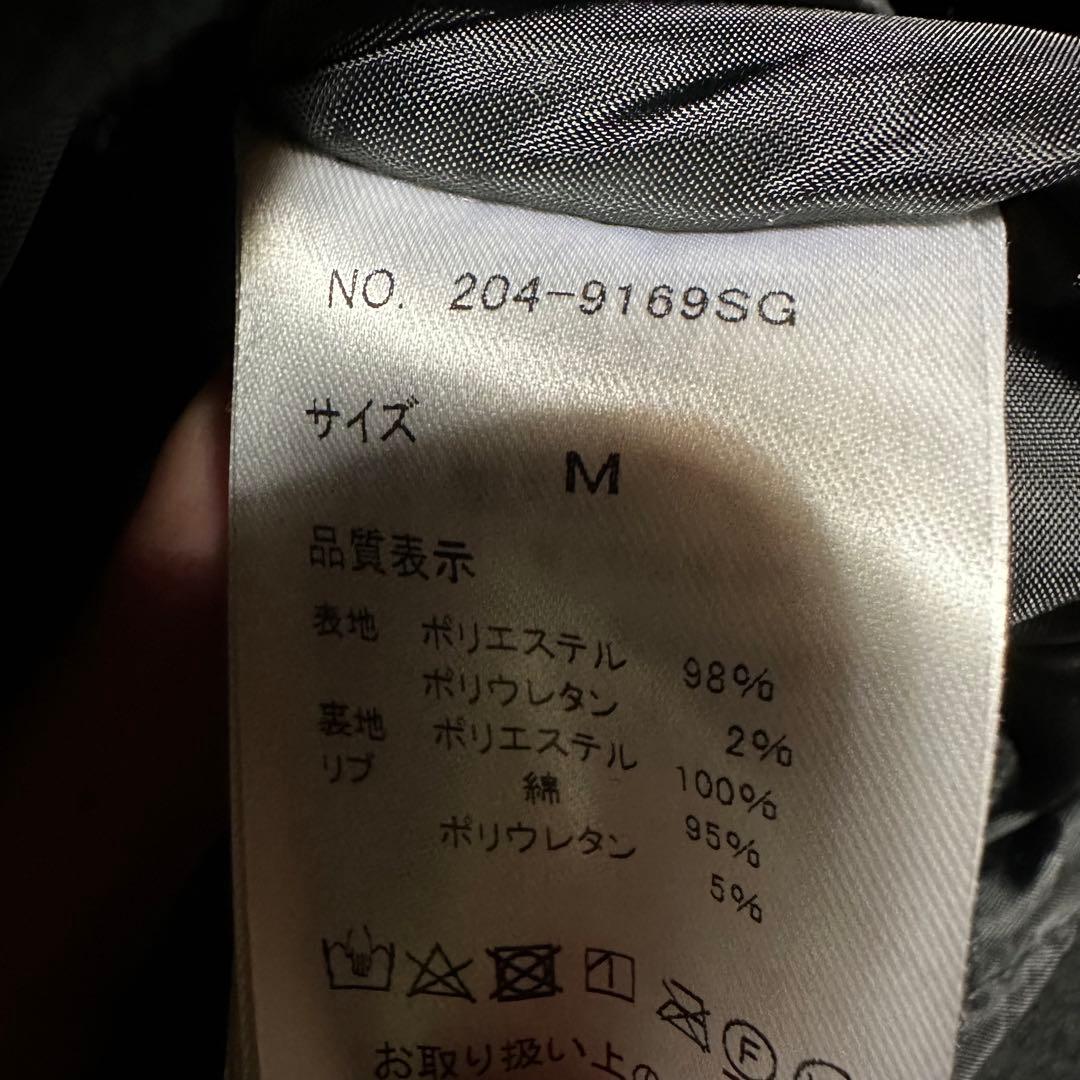 NO. 204-9169SG
サイズ
M
品質表示
表地 ポリエステル 98%
ポリウレタン 2%
裏地 ポリエステル 100%
リブ 綿 95%
ポリウレタン 5%
F
お取り扱い上の